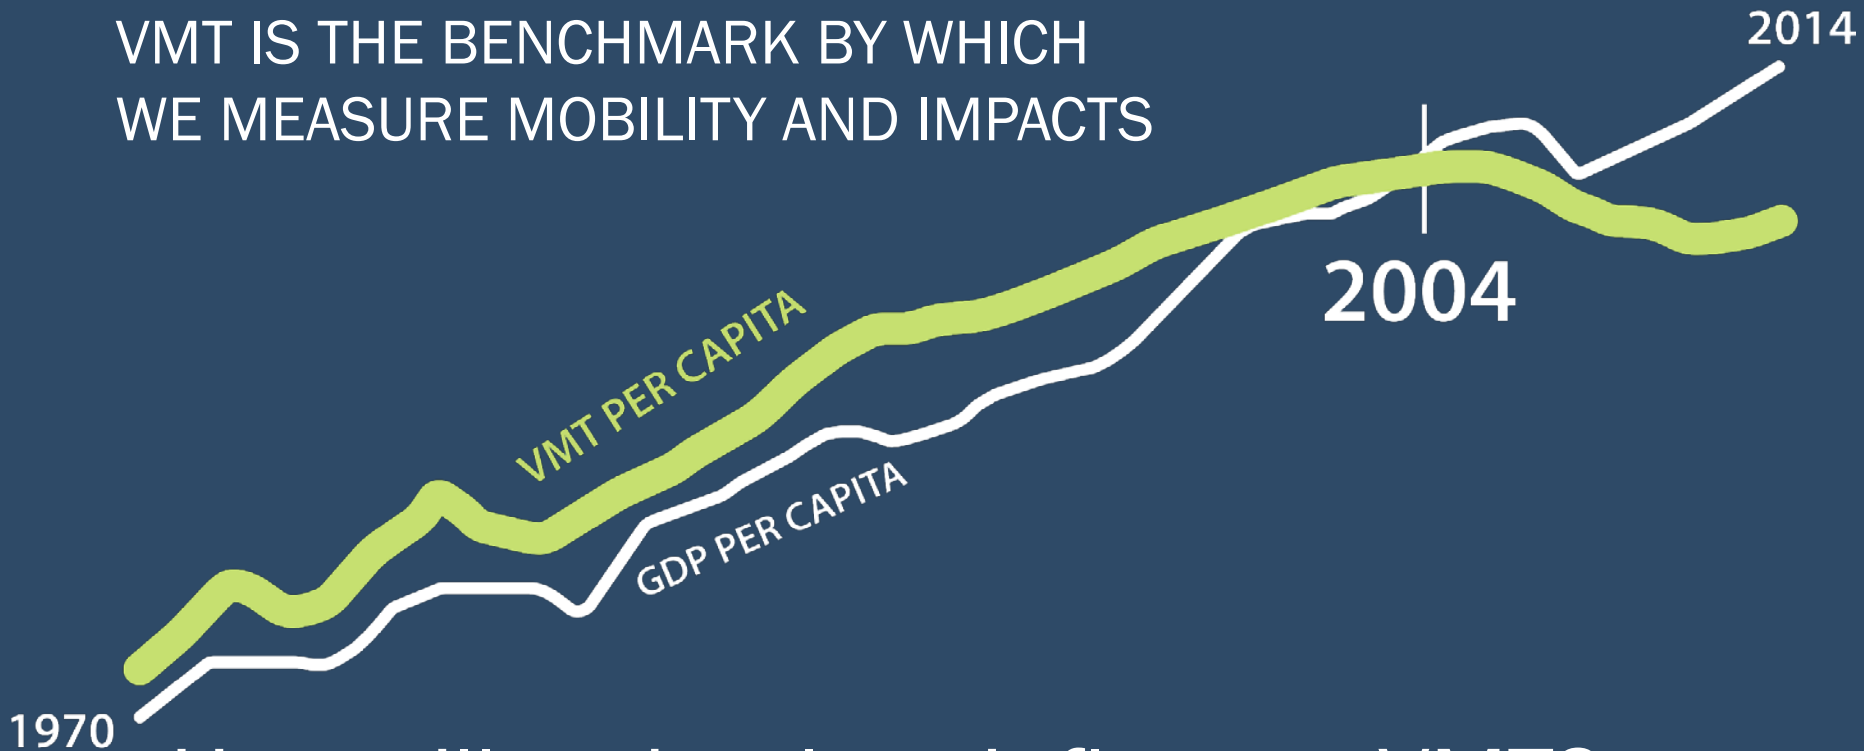 VMT IS THE BENCHMARK BY WHICH
WE MEASURE MOBILITY AND IMPACTS
2014
2004
VMT PER CAPITA
GDP PER CAPITA
1970